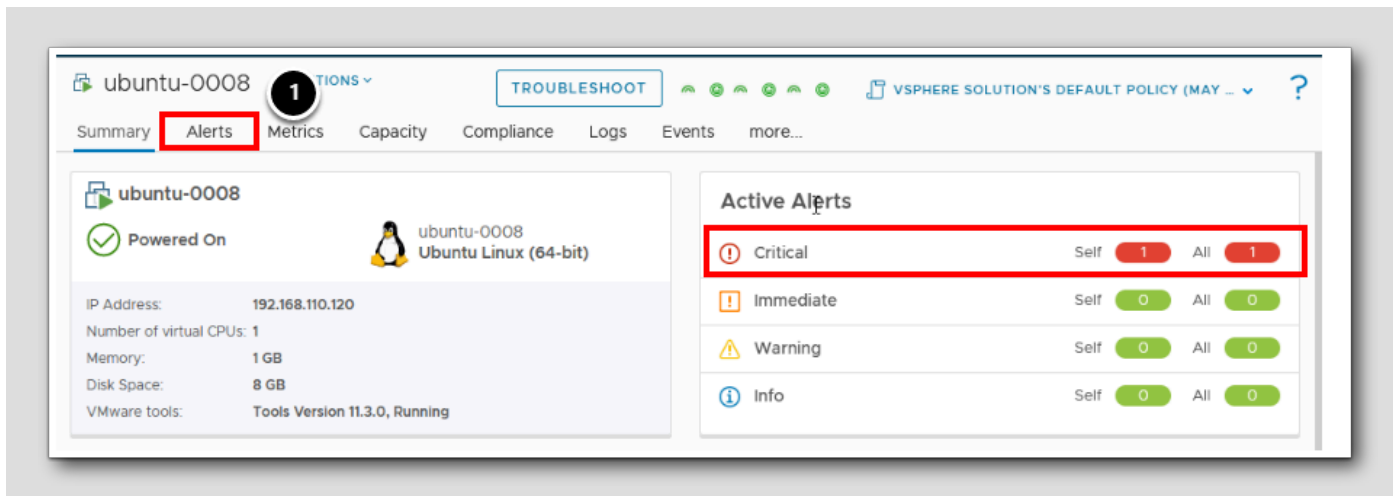 ubuntu-0008 1 TIONS TROUBLESHOOT VSPHERE SOLUTION'S DEFAULT POLICY (MAY ... ?
Summary Alerts Metrics Capacity Compliance Logs Events more...
ubuntu-0008
Powered On
ubuntu-0008
Ubuntu Linux (64-bit)
IP Address: 192.168.110.120
Number of virtual CPUs: 1
Memory: 1 GB
Disk Space: 8 GB
VMware tools: Tools Version 11.3.0, Running
Active Alerts
Critical Self 1 All 1
Immediate Self 0 All 0
Warning Self 0 All 0
Info Self 0 All 0